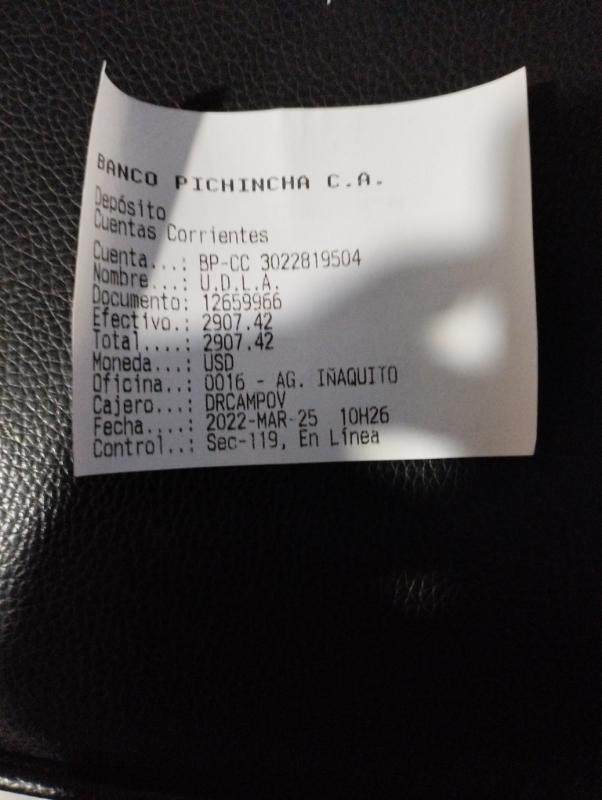 BANCO PICHINCHA C.A.
Depósito
Cuentas Corrientes
Cuenta...: BP-CC 3022819504
Nombre...: U.D.L.A.
Documento: 12659966
Efectivo.: 2907.42
Total....: 2907.42
Moneda...: USD
Oficina..: 0016 - AG. IÑAQUITO
Cajero...: DRCAMPOV
Fecha....: 2022-MAR-25 10H26
Control..: Sec-119, En Línea